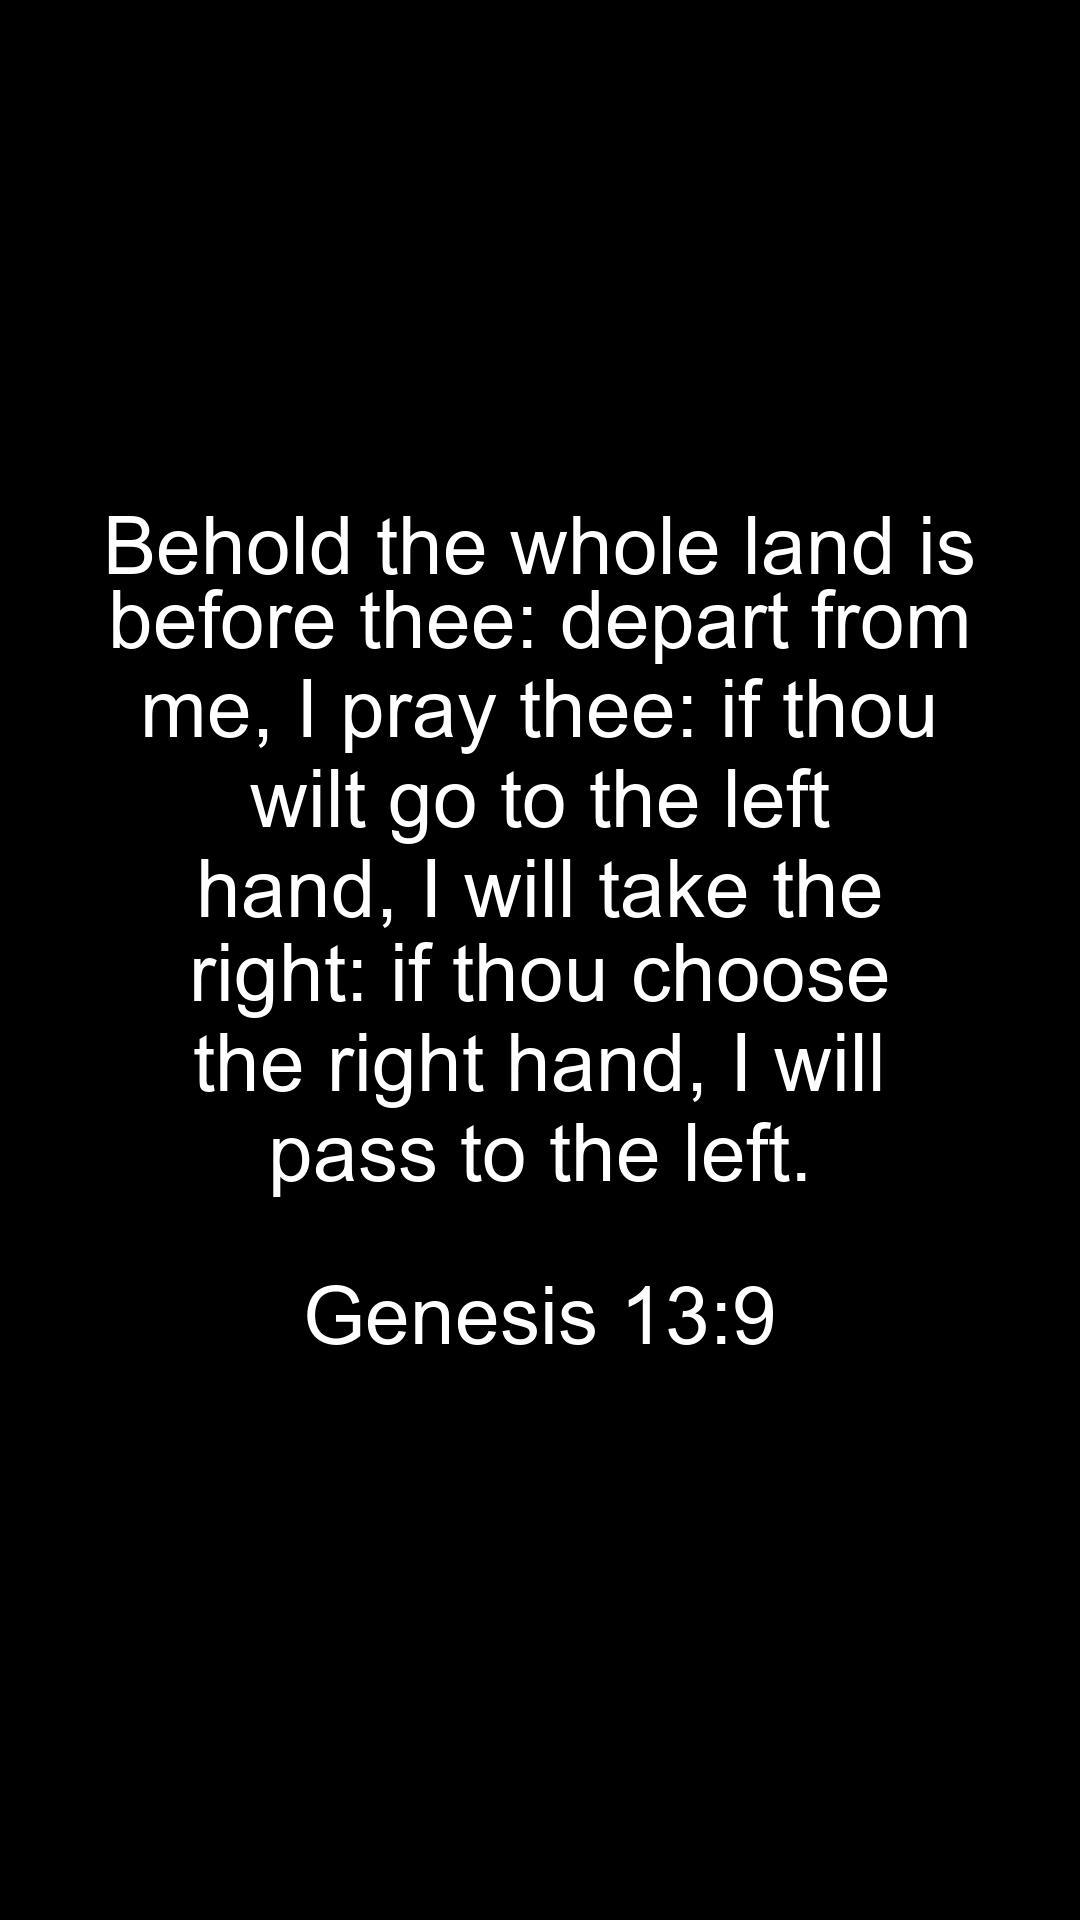 Behold the whole land is
before thee: depart from
me, I pray thee: if thou
wilt go to the left
hand, I will take the
right: if thou choose
the right hand, I will
pass to the left.
Genesis 13:9